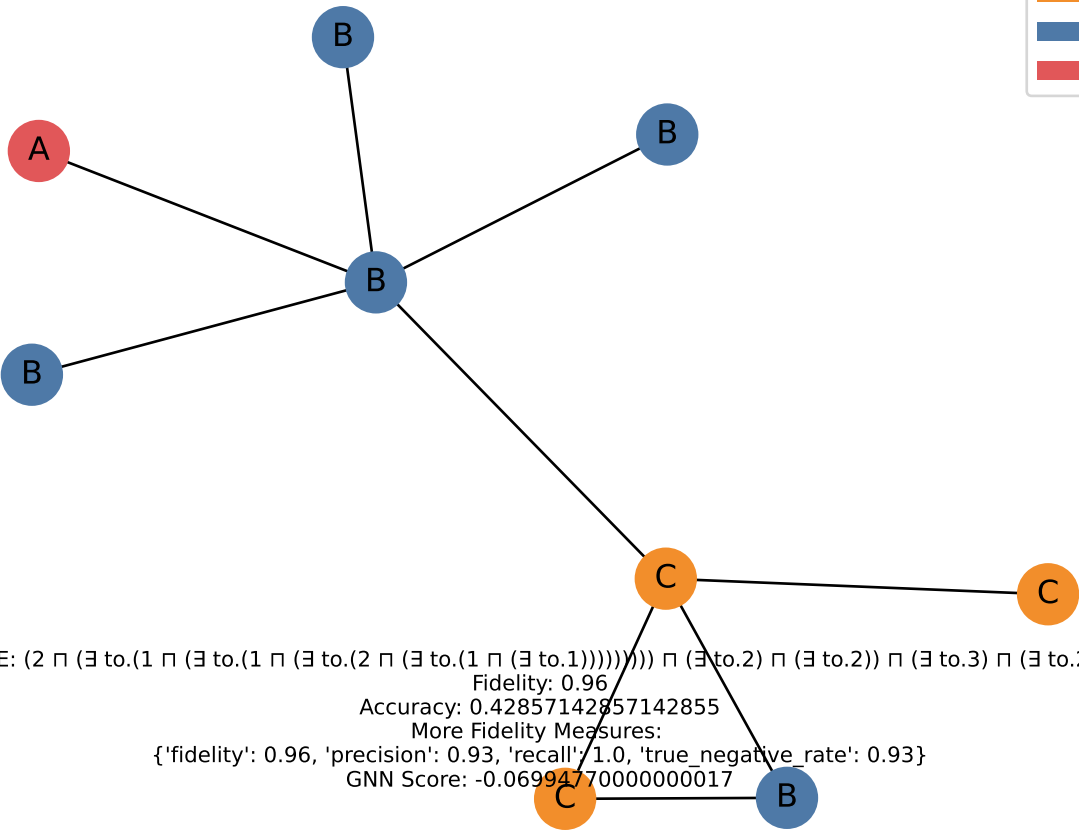 B
B
A
B
B
C
C
E: (2 ⊓ (∃ to.(1 ⊓ (∃ to.(1 ⊓ (∃ to.(2 ⊓ (∃ to.(1 ⊓ (∃ to.1))))))))) ⊓ (∃ to.2) ⊓ (∃ to.2)) ⊓ (∃ to.3) ⊓ (∃ to.2
Fidelity: 0.96
Accuracy: 0.42857142857142855
More Fidelity Measures:
{'fidelity': 0.96, 'precision': 0.93, 'recall': 1.0, 'true_negative_rate': 0.93}
GNN Score: -0.06994770000000017
C
B